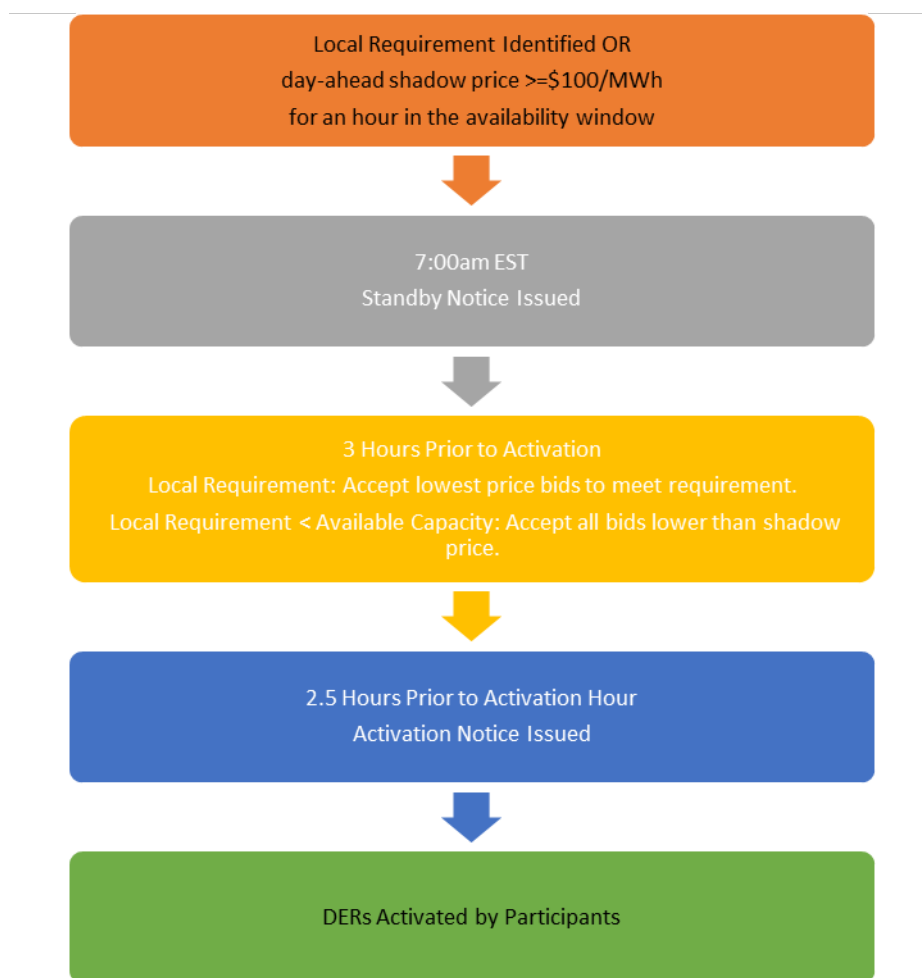 Local Requirement Identified OR
day-ahead shadow price >=$100/MWh
for an hour in the availability window
7:00am EST
Standby Notice Issued
3 Hours Prior to Activation
Local Requirement: Accept lowest price bids to meet requirement.
Local Requirement < Available Capacity: Accept all bids lower than shadow
price.
2.5 Hours Prior to Activation Hour
Activation Notice Issued
DERs Activated by Participants